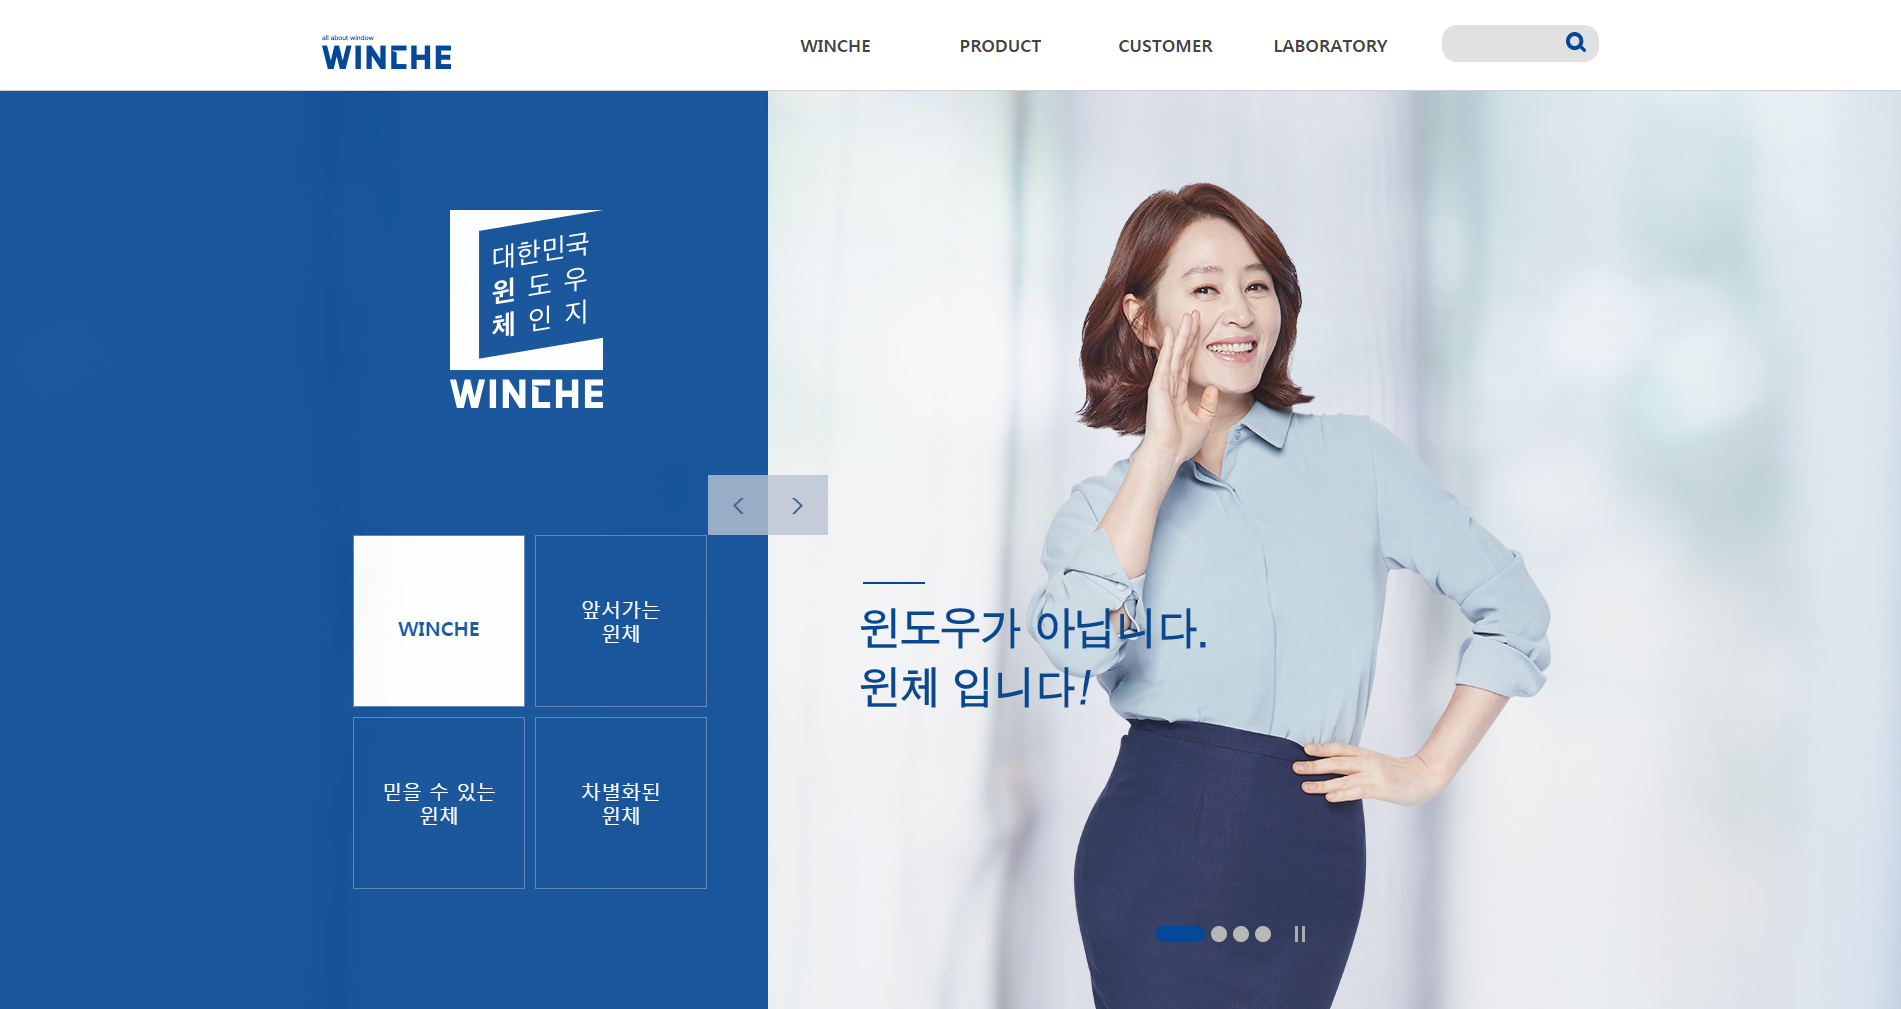 all about window
WINCHE
WINCHE
PRODUCT
CUSTOMER
LABORATORY
대한민국
윈도우
체인지
WINCHE
WINCHE
앞서가는
윈체
믿을 수 있는
윈체
차별화된
윈체
윈도우가 아닙니다.
윈체 입니다!